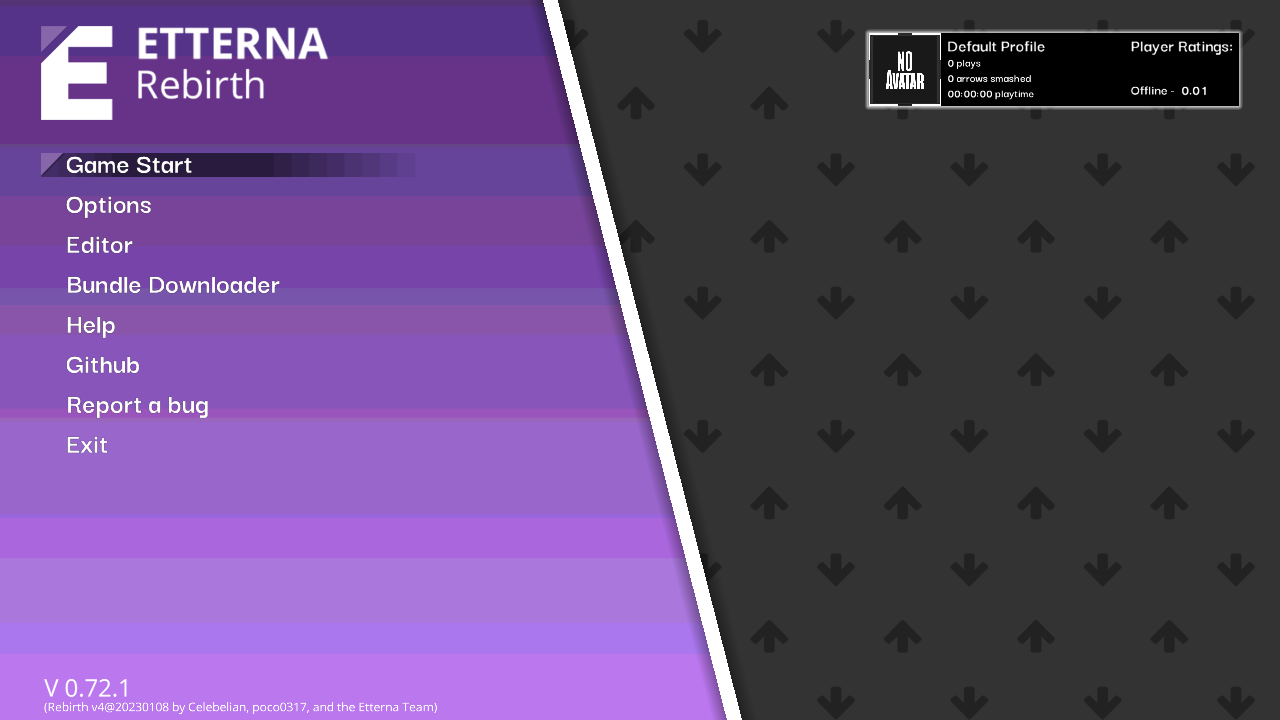 ETTERNA
Rebirth
Game Start
Options
Editor
Bundle Downloader
Help
Github
Report a bug
Exit
V 0.72.1
(Rebirth v4@20230108 by Celebelian, poco0317, and the Etterna Team)
NO
AVATAR
Default Profile
0 plays
0 arrows smashed
00:00:00 playtime
Player Ratings:
Offline - 0.01